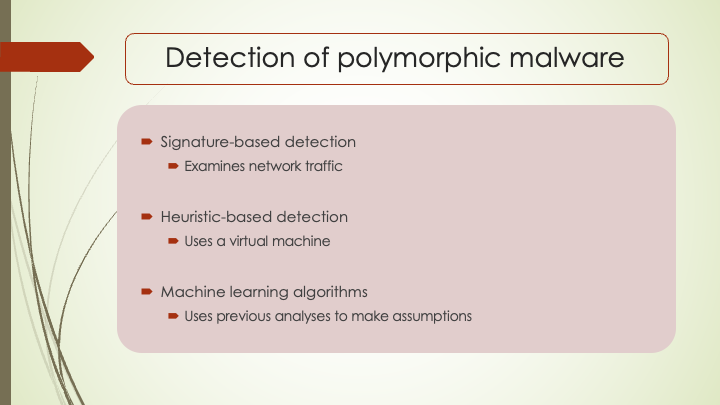 Detection of polymorphic malware
Signature-based detection
Examines network traffic
Heuristic-based detection
Uses a virtual machine
Machine learning algorithms
Uses previous analyses to make assumptions